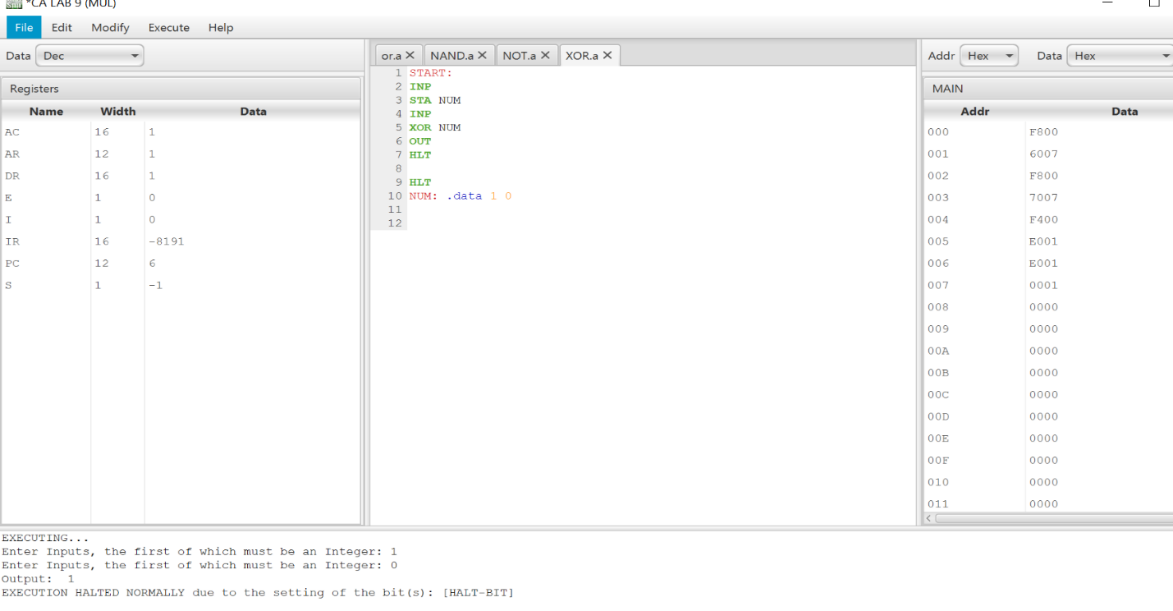 *CA LAB 9 (MUL)
File Edit Modify Execute Help
Data Dec
Registers
Name Width Data
AC 16 1
AR 12 1
DR 16 1
E 1 0
I 1 0
IR 16 -8191
PC 12 6
S 1 -1
or.a NAND.a NOT.a XOR.a
1 START:
2 INP
3 STA NUM
4 INP
5 XOR NUM
6 OUT
7 HLT
8
9 HLT
10 NUM: .data 1 0
11
12
Addr Hex Data Hex
MAIN
Addr Data
000 F800
001 6007
002 F800
003 7007
004 F400
005 E001
006 E001
007 0001
008 0000
009 0000
00A 0000
00B 0000
00C 0000
00D 0000
00E 0000
00F 0000
010 0000
011 0000
EXECUTING...
Enter Inputs, the first of which must be an Integer: 1
Enter Inputs, the first of which must be an Integer: 0
Output: 1
EXECUTION HALTED NORMALLY due to the setting of the bit(s): [HALT-BIT]